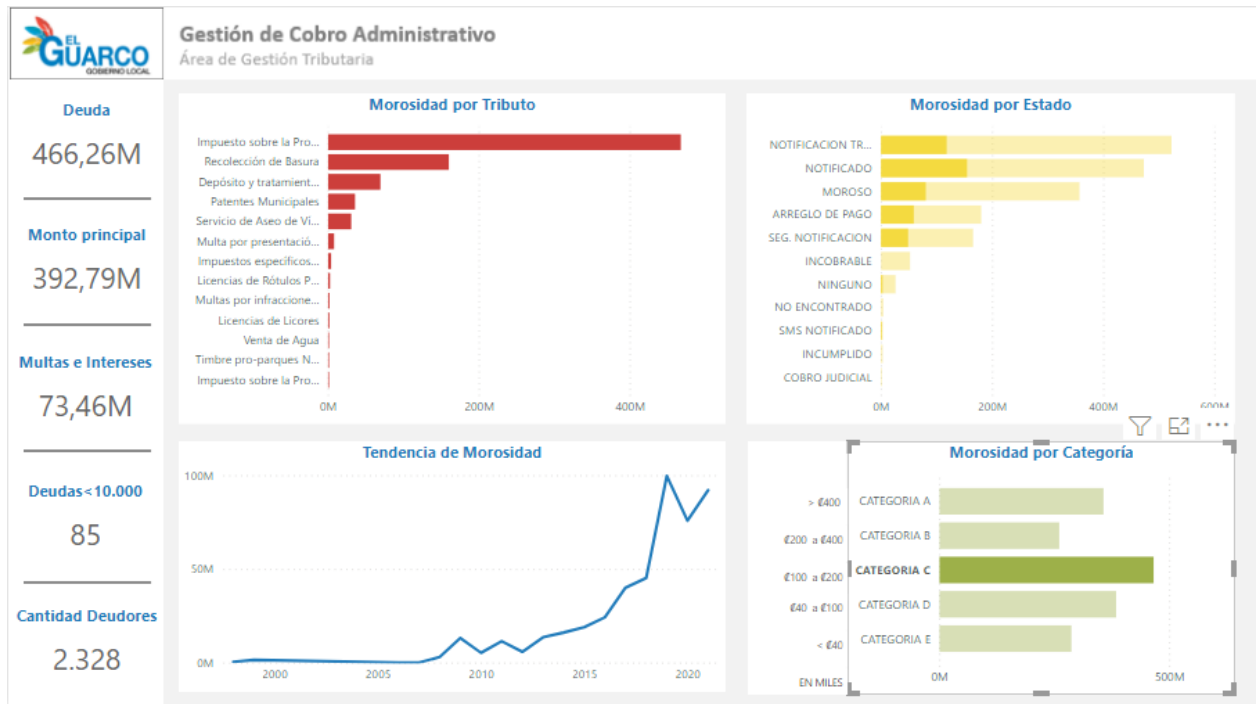 EL
GUARCO
GOBIERNO LOCAL
Gestión de Cobro Administrativo
Área de Gestión Tributaria
Deuda
466,26M
Monto principal
392,79M
Multas e Intereses
73,46M
Deudas<10.000
85
Cantidad Deudores
2.328
Morosidad por Tributo
Impuesto sobre la Pro...
Recolección de Basura
Depósito y tratamient...
Patentes Municipales
Servicio de Aseo de Ví...
Multa por presentació...
Impuestos específicos...
Licencias de Rótulos P...
Multas por infraccione...
Licencias de Licores
Venta de Agua
Timbre pro-parques N...
Impuesto sobre la Pro...
0M 200M 400M
Morosidad por Estado
NOTIFICACION TR...
NOTIFICADO
MOROSO
ARREGLO DE PAGO
SEG. NOTIFICACION
INCOBRABLE
NINGUNO
NO ENCONTRADO
SMS NOTIFICADO
INCUMPLIDO
COBRO JUDICIAL
0M 200M 400M 600M
Tendencia de Morosidad
100M
50M
0M
2000 2005 2010 2015 2020
Morosidad por Categoría
> ₡400 CATEGORIA A
₡200 a ₡400 CATEGORIA B
₡100 a ₡200 CATEGORIA C
₡40 a ₡100 CATEGORIA D
< ₡40 CATEGORIA E
EN MILES
0M 500M